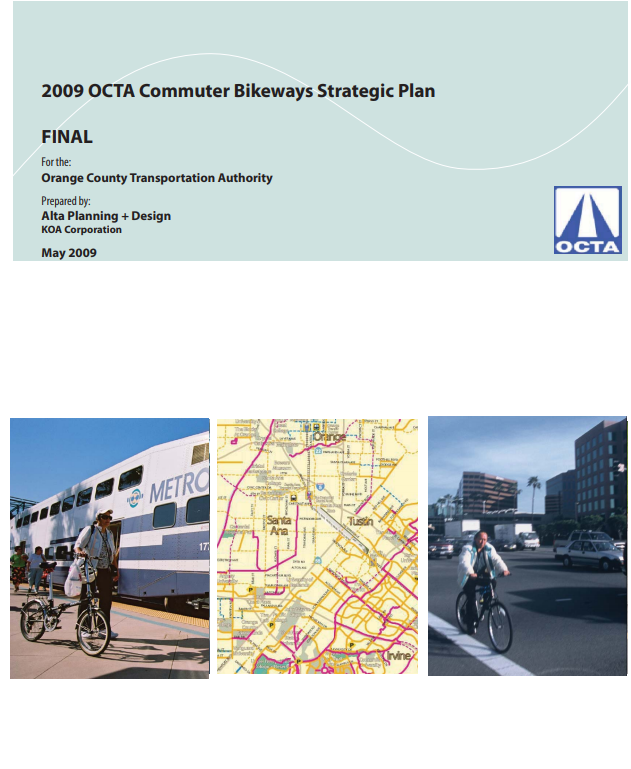 2009 OCTA Commuter Bikeways Strategic Plan
FINAL
For the:
Orange County Transportation Authority
Prepared by:
Alta Planning + Design
KOA Corporation
May 2009
OCTA
METRO
Orange
Santa
Ana
Tustin
Irvine